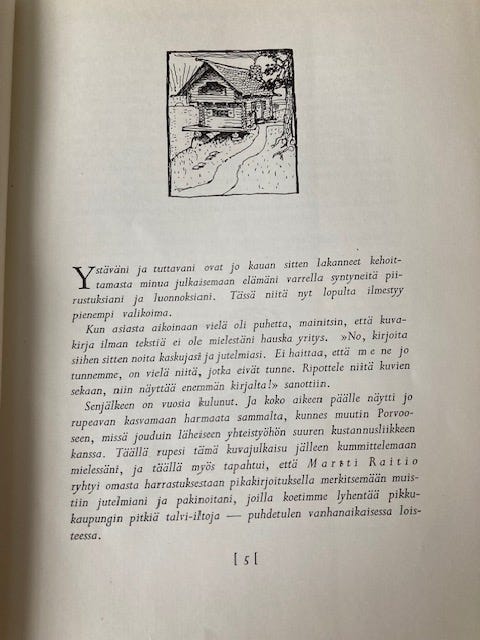 Ystäväni ja tuttavani ovat jo kauan sitten lakanneet kehoit-
tamasta minua julkaisemaan elämäni varrella syntyneitä pii-
rustuksiani ja luonnoksiani. Tässä niitä nyt lopulta ilmestyy
pienempi valikoima.
Kun asiasta aikoinaan vielä oli puhetta, mainitsin, että kuva-
kirja ilman tekstiä ei ole mielestäni hauska yritys. »No, kirjoita
siihen sitten noita kaskujasi ja jutelmiasi. Ei haittaa, että me ne jo
tunnemme, on vielä niitä, jotka eivät tunne. Ripottele niitä kuvien
sekaan, niin näyttää enemmän kirjalta!» sanottiin.
Senjälkeen on vuosia kulunut. Ja koko aikeen päälle näytti jo
rupeavan kasvamaan harmaata sammalta, kunnes muutin Porvoo-
seen, missä jouduin läheiseen yhteistyöhön suuren kustannusliikkeen
kanssa. Täällä rupesi tämä kuvajulkaisu jälleen kummittelemaan
mielessäni, ja täällä myös tapahtui, että Martti Raitio
ryhtyi omasta harrastuksestaan pikakirjoituksella merkitsemään muis-
tiin jutelmiani ja pakinoitani, joilla koetimme lyhentää pikku-
kaupungin pitkiä talvi-iltoja — puhdetulen vanhanaikaisessa lois-
teessa.
[ 5 [